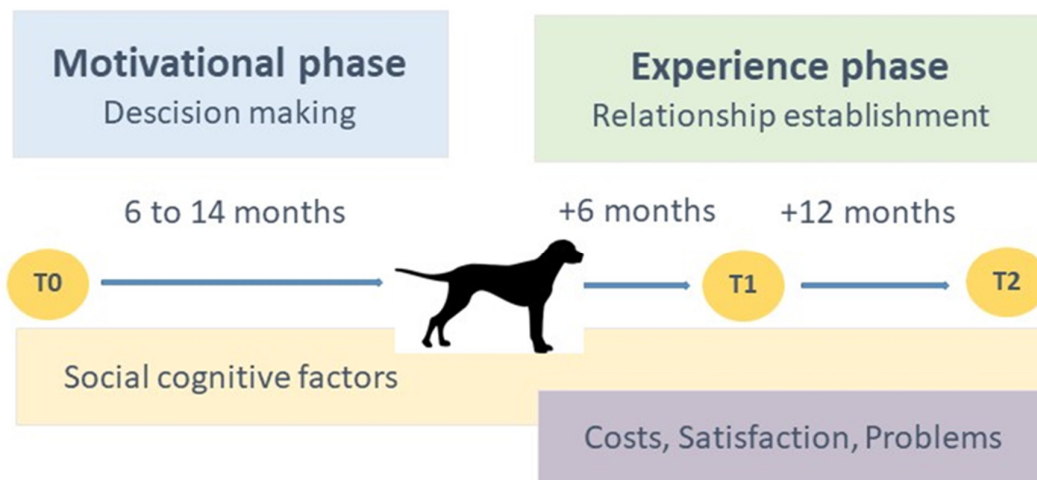 Motivational phase
Descision making
Experience phase
Relationship establishment
6 to 14 months
+6 months
+12 months
T0
T1
T2
Social cognitive factors
Costs, Satisfaction, Problems